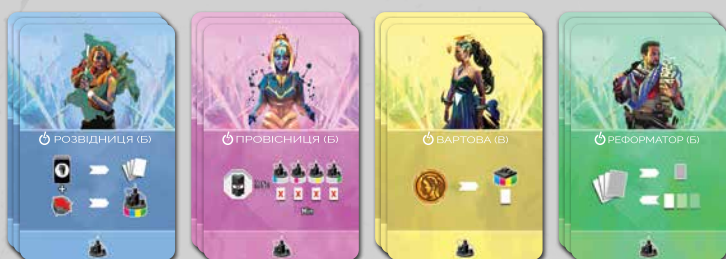 РОЗВІДНИЦЯ (Б)
ПРОВІСНИЦЯ (Б)
ВАРТОВА (В)
РЕФОРМАТОР (Б)
+
X X X X